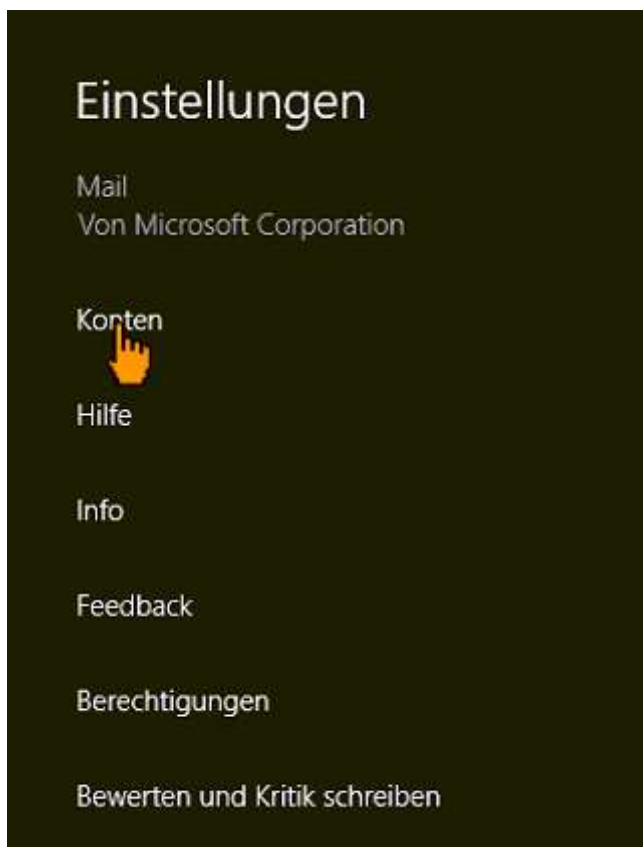 Einstellungen
Mail
Von Microsoft Corporation
Konten
Hilfe
Info
Feedback
Berechtigungen
Bewerten und Kritik schreiben